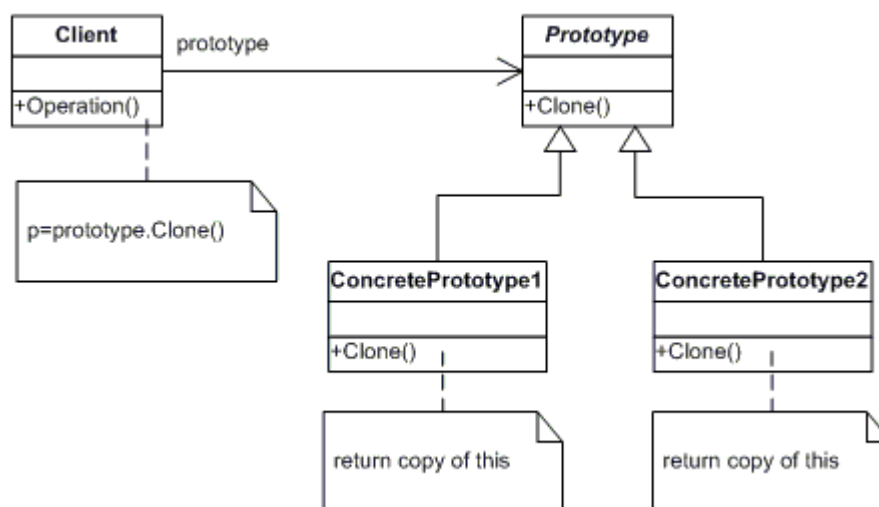 Client
prototype
Prototype
+Operation()
+Clone()
p=prototype.Clone()
ConcretePrototype1
ConcretePrototype2
+Clone()
+Clone()
return copy of this
return copy of this